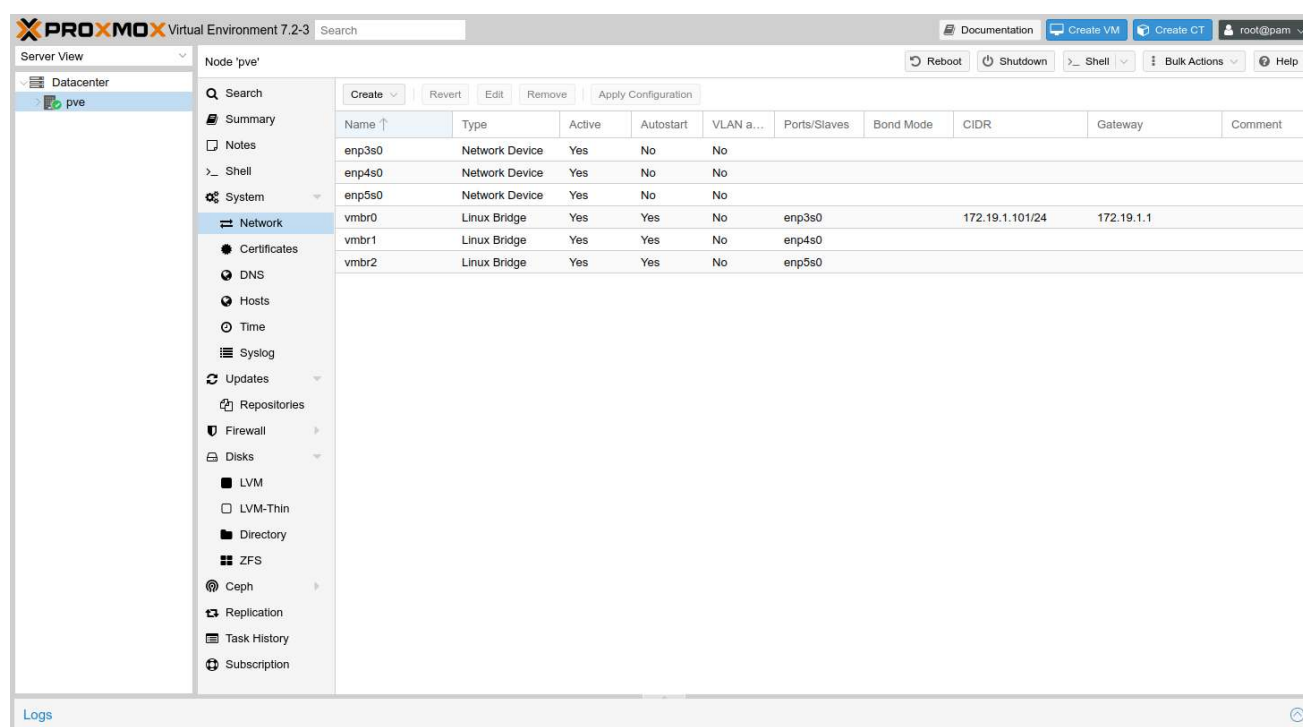 PROXMOX Virtual Environment 7.2-3 Search Documentation Create VM Create CT root@pam
Server View
Node 'pve' Reboot Shutdown >_ Shell Bulk Actions Help
Datacenter
pve
Search
Summary
Notes
>_ Shell
System
Network
Certificates
DNS
Hosts
Time
Syslog
Updates
Repositories
Firewall
Disks
LVM
LVM-Thin
Directory
ZFS
Ceph
Replication
Task History
Subscription
Create Revert Edit Remove Apply Configuration
Name ↑ Type Active Autostart VLAN a... Ports/Slaves Bond Mode CIDR Gateway Comment
enp3s0 Network Device Yes No No
enp4s0 Network Device Yes No No
enp5s0 Network Device Yes No No
vmbr0 Linux Bridge Yes Yes No enp3s0 172.19.1.101/24 172.19.1.1
vmbr1 Linux Bridge Yes Yes No enp4s0
vmbr2 Linux Bridge Yes Yes No enp5s0
Logs